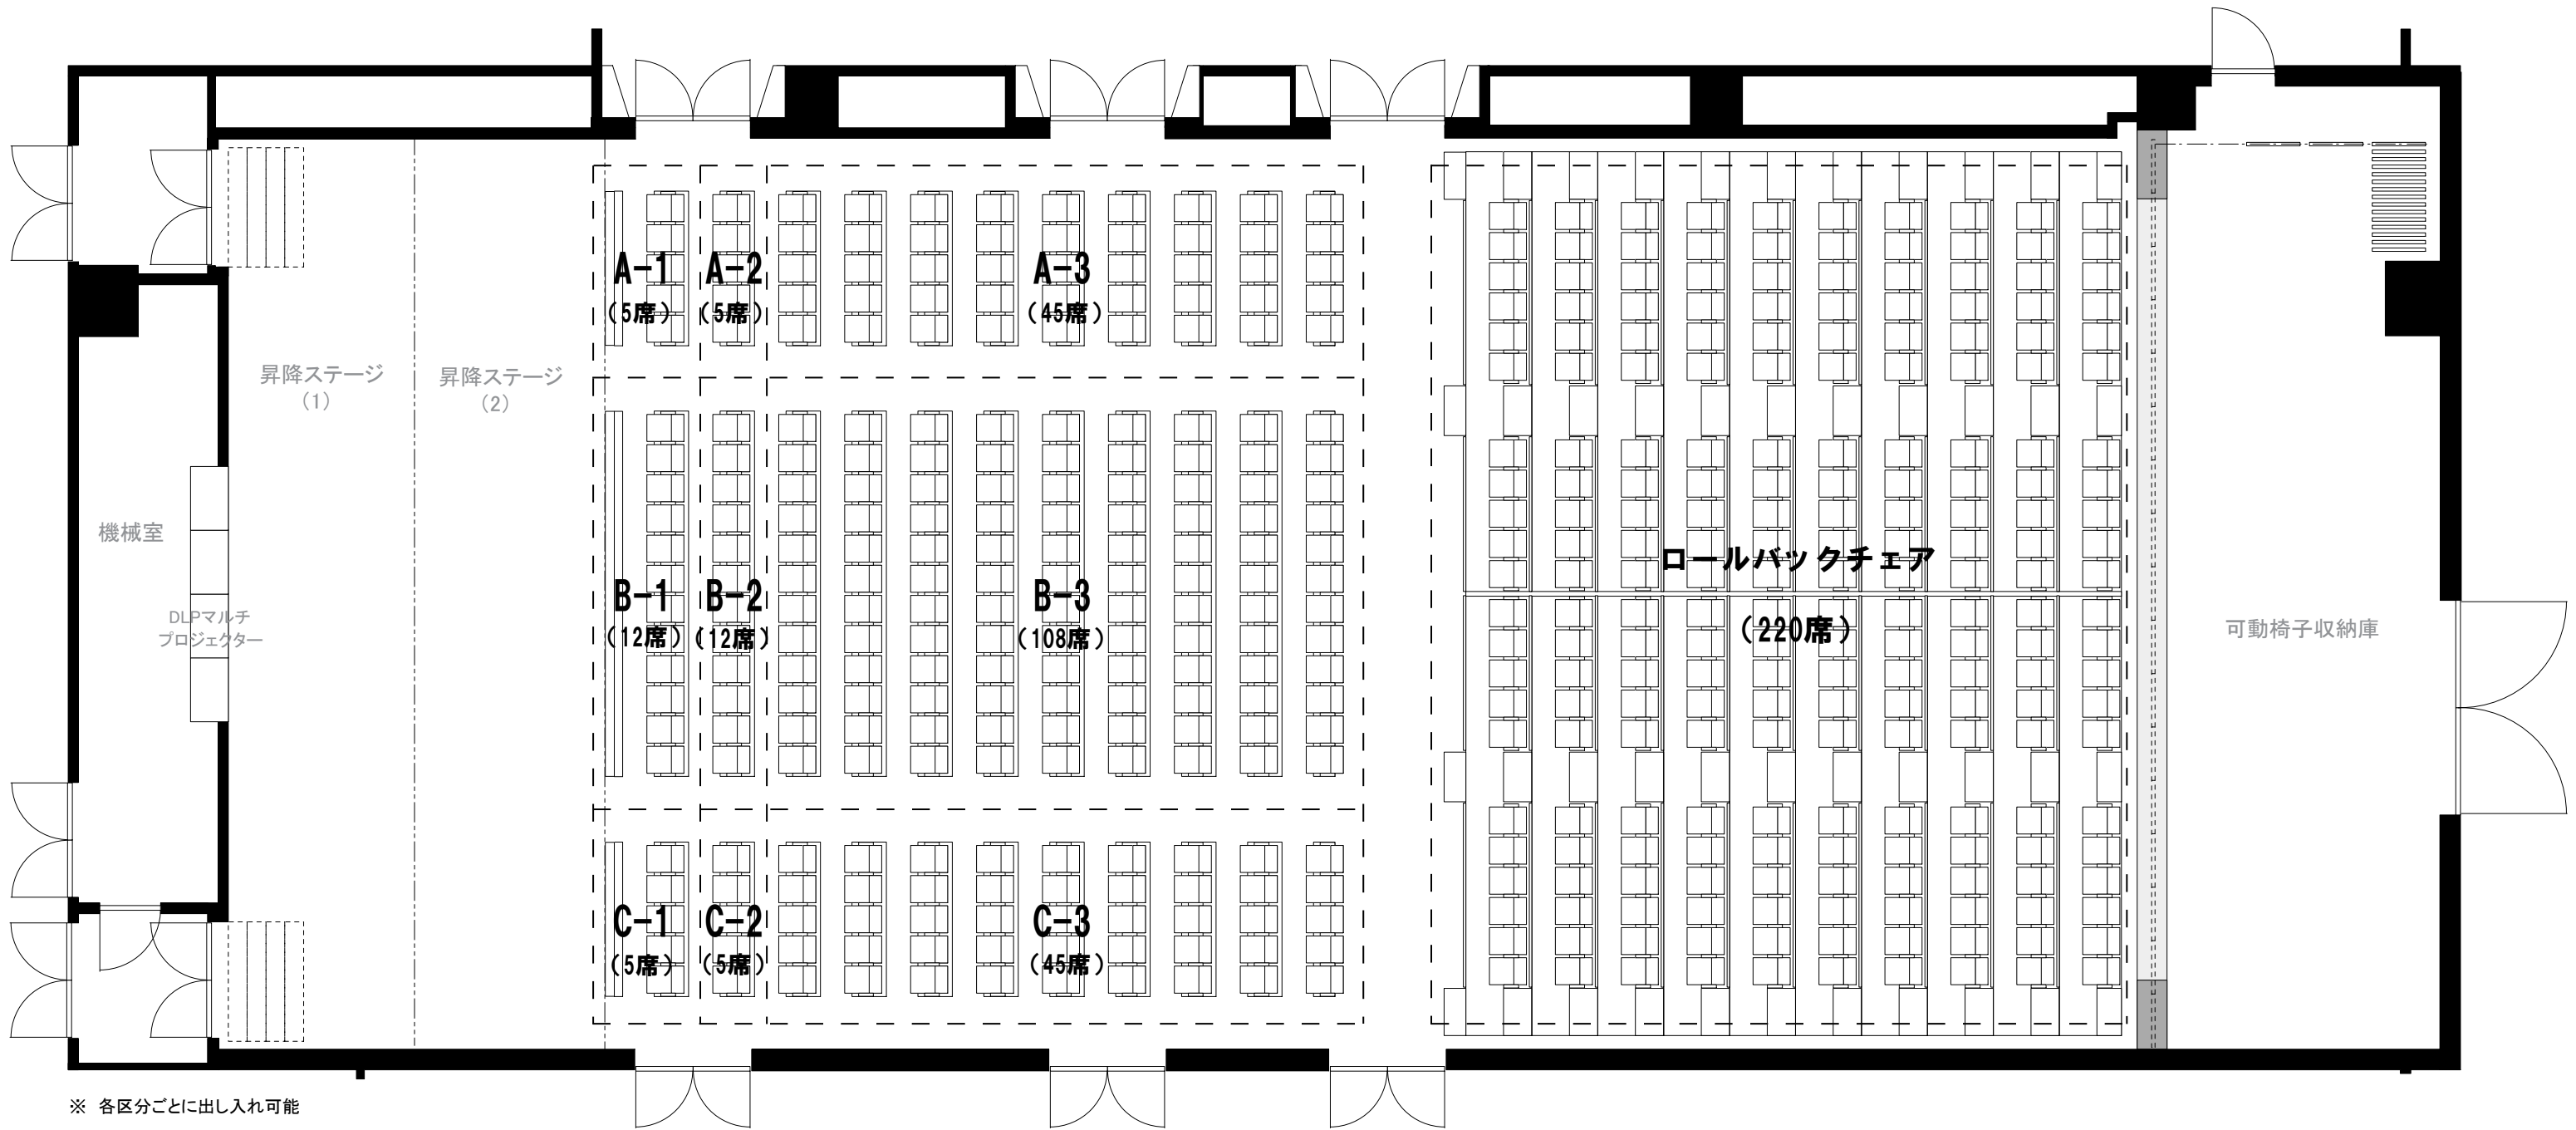 A-1
(5席)
A-2
(5席)
A-3
(45席)
昇降ステージ
(1)
昇降ステージ
(2)
機械室
DLPマルチ
プロジェクター
B-1
(12席)
B-2
(12席)
B-3
(108席)
ロールバックチェア
(220席)
可動椅子収納庫
C-1
(5席)
C-2
(5席)
C-3
(45席)
※ 各区分ごとに出し入れ可能